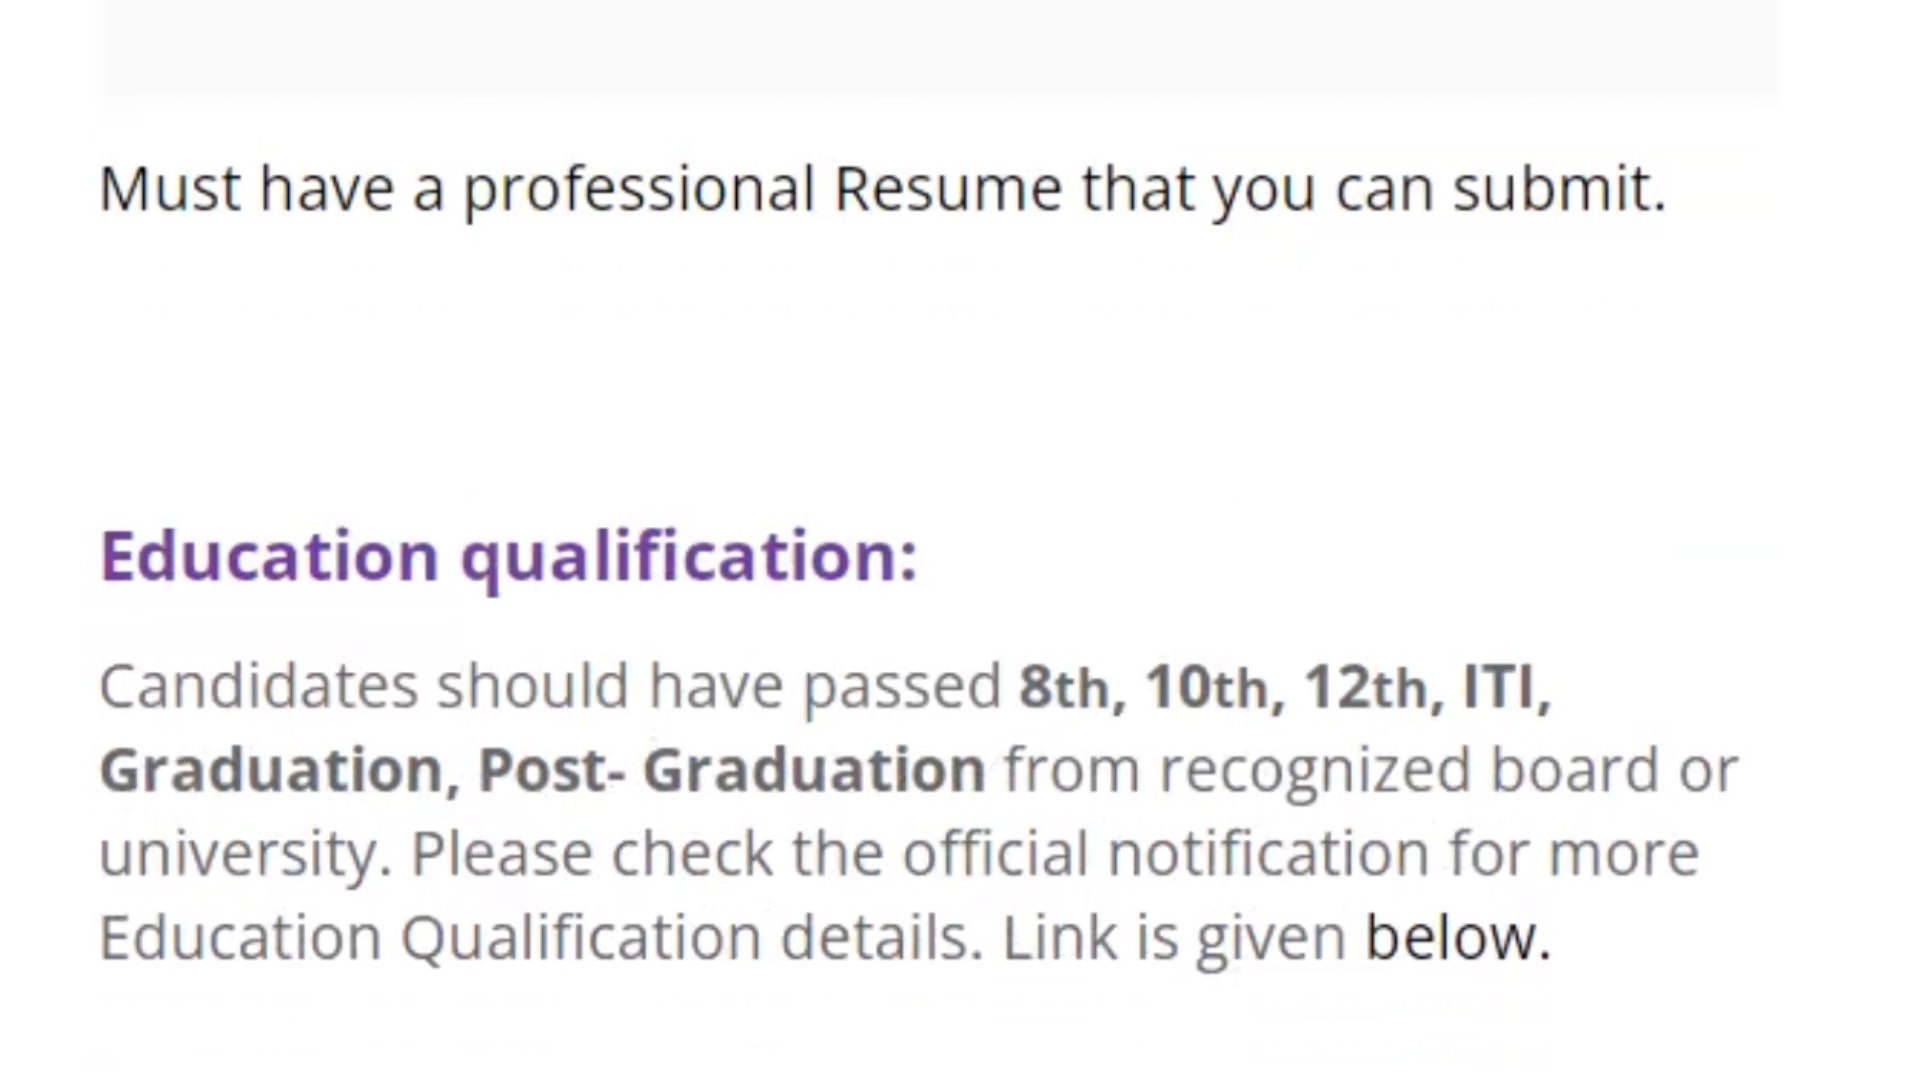 Must have a professional Resume that you can submit.
Education qualification:
Candidates should have passed 8th, 10th, 12th, ITI,
Graduation, Post- Graduation from recognized board or
university. Please check the official notification for more
Education Qualification details. Link is given below.